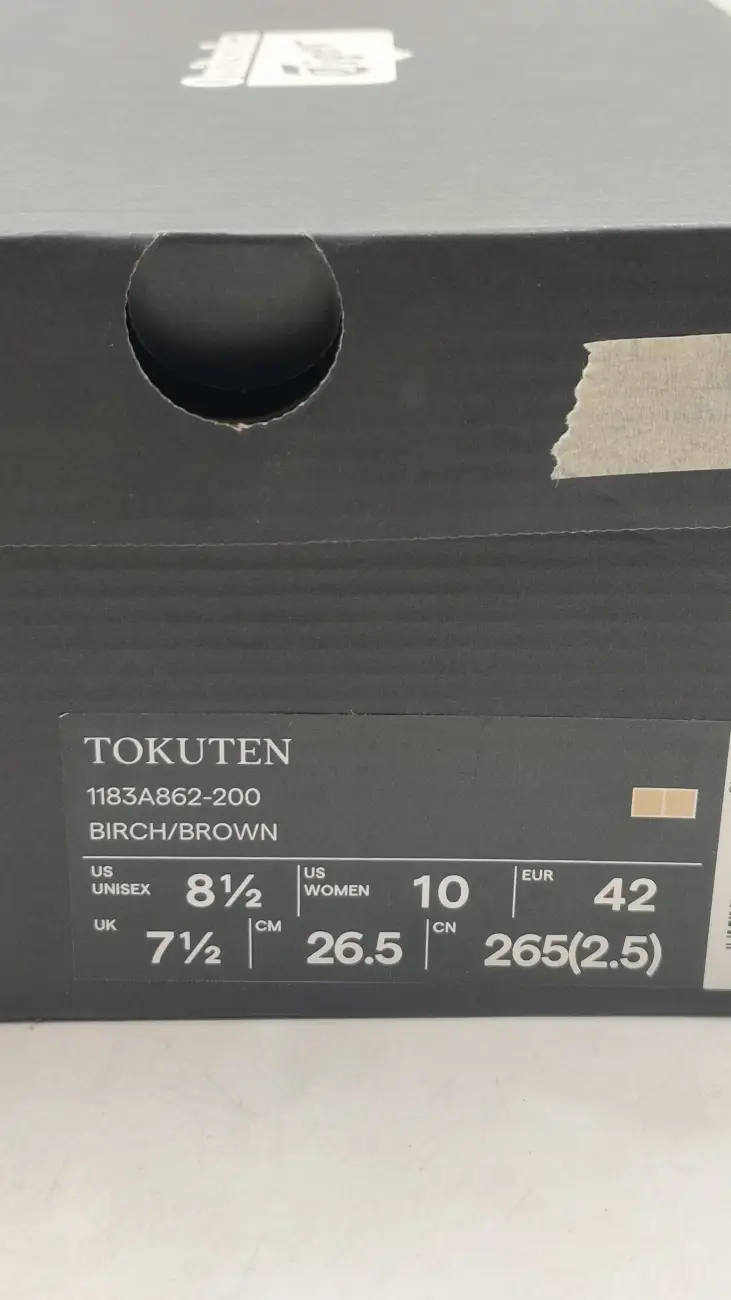 TOKUTEN
1183A862-200
BIRCH/BROWN
US UNISEX 8½ US WOMEN 10 EUR 42
UK 7½ CM 26.5 CN 265(2.5)